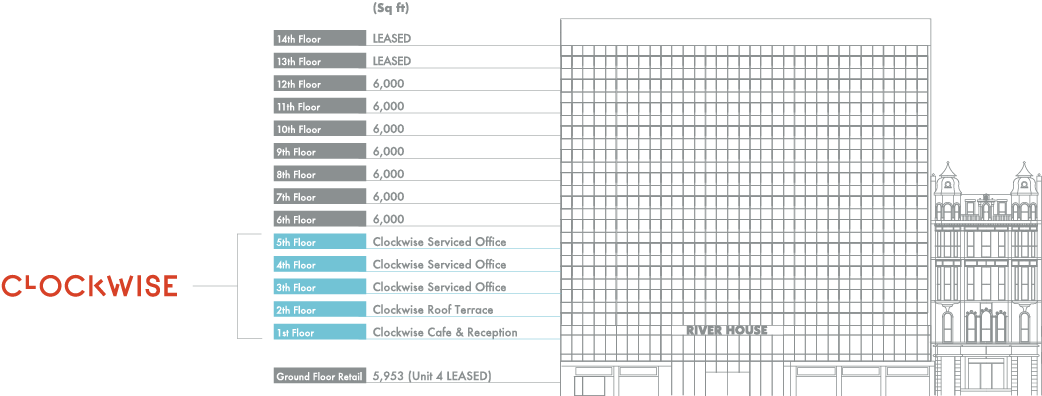 (Sq ft)
14th Floor LEASED
13th Floor LEASED
12th Floor 6,000
11th Floor 6,000
10th Floor 6,000
9th Floor 6,000
8th Floor 6,000
7th Floor 6,000
6th Floor 6,000
5th Floor Clockwise Serviced Office
4th Floor Clockwise Serviced Office
CLOCKWISE 3rd Floor Clockwise Serviced Office
2nd Floor Clockwise Roof Terrace
1st Floor Clockwise Cafe & Reception
RIVER HOUSE
Ground Floor Retail 5,953 (Unit 4 LEASED)